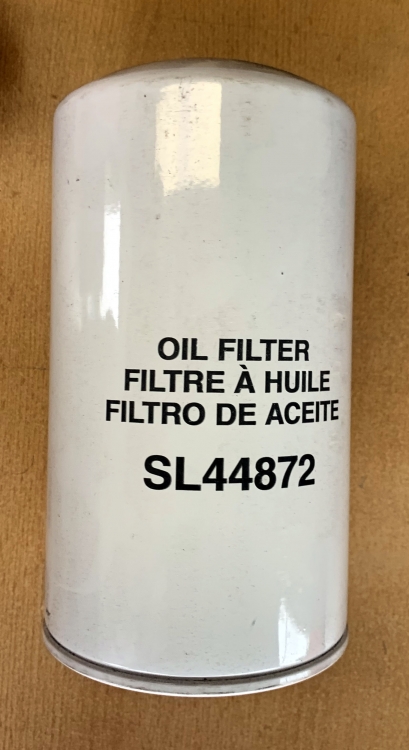 OIL FILTER
FILTRE À HUILE
FILTRO DE ACEITE
SL44872